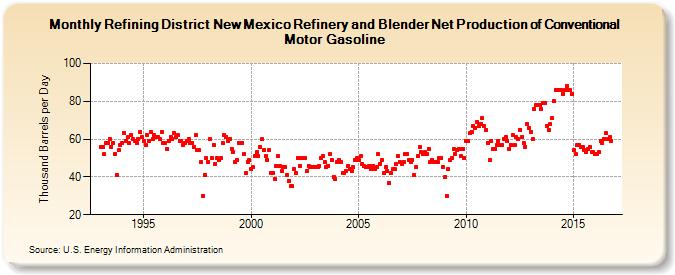 Monthly Refining District New Mexico Refinery and Blender Net Production of Conventional
Motor Gasoline
Thousand Barrels per Day
100
80
60
40
20
1995
2000
2005
2010
2015
Source: U.S. Energy Information Administration